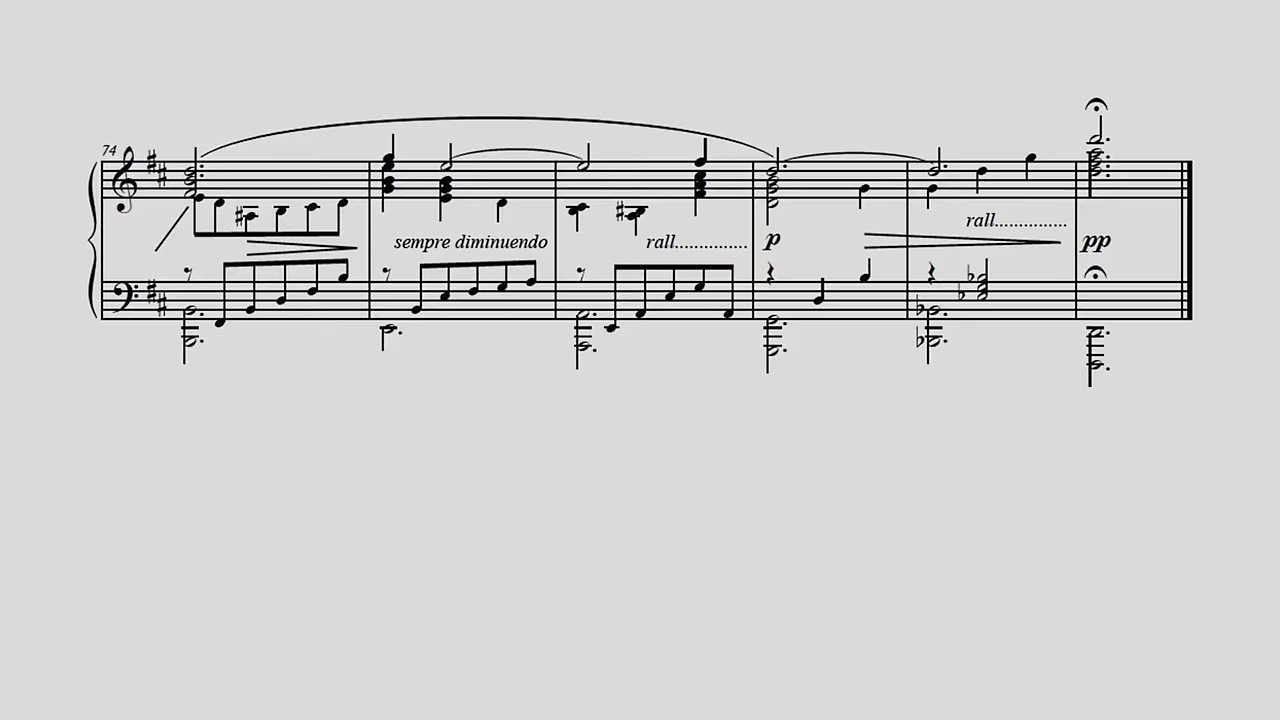 74
rall...............
sempre diminuendo rall............... p pp